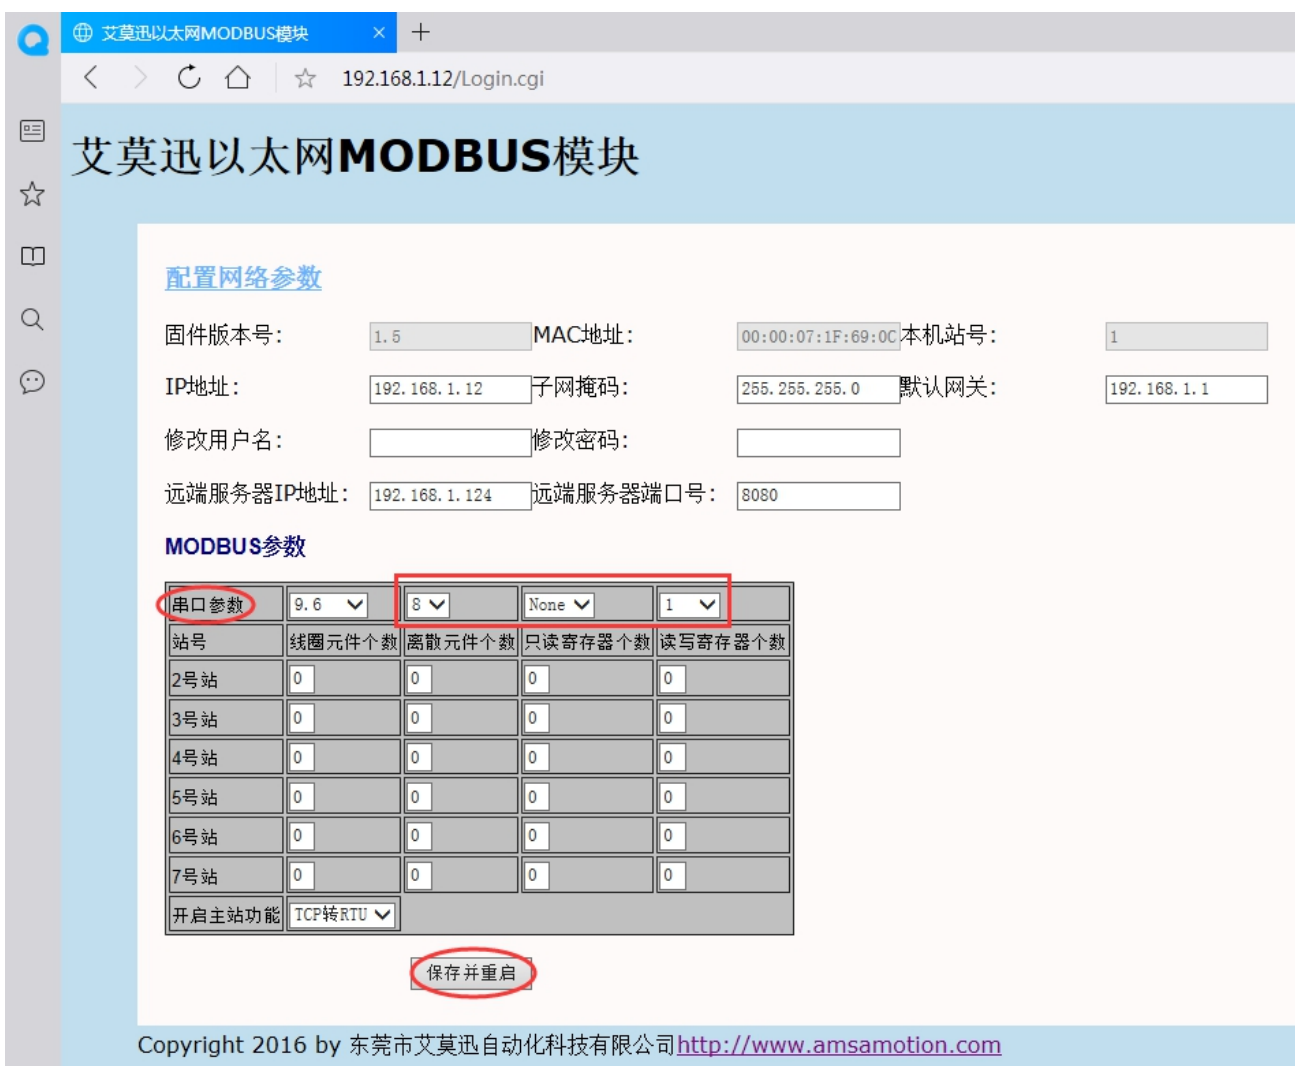 艾莫迅以太网MODBUS模块
192.168.1.12/Login.cgi
艾莫迅以太网MODBUS模块
配置网络参数
固件版本号: 1.5 MAC地址: 00:00:07:1F:69:0C 本机站号: 1
IP地址: 192.168.1.12 子网掩码: 255.255.255.0 默认网关: 192.168.1.1
修改用户名: 修改密码:
远端服务器IP地址: 192.168.1.124 远端服务器端口号: 8080
MODBUS参数
串口参数 9.6 8 None 1
站号 线圈元件个数 离散元件个数 只读寄存器个数 读写寄存器个数
2号站 0 0 0 0
3号站 0 0 0 0
4号站 0 0 0 0
5号站 0 0 0 0
6号站 0 0 0 0
7号站 0 0 0 0
开启主站功能 TCP转RTU
保存并重启
Copyright 2016 by 东莞市艾莫迅自动化科技有限公司http://www.amsamotion.com